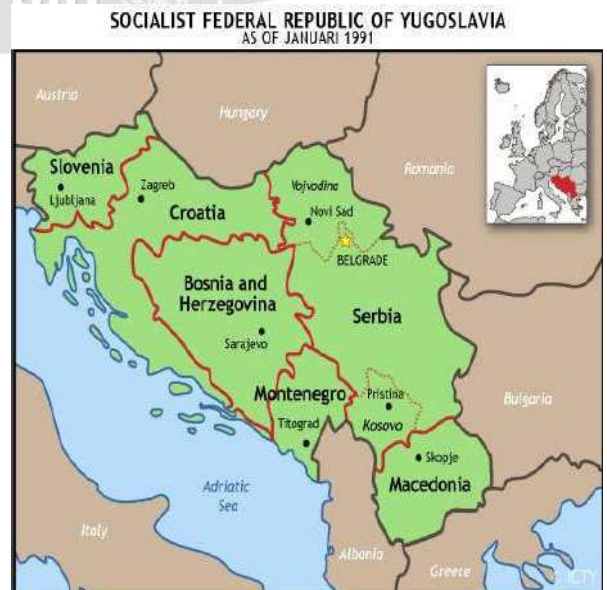 SOCIALIST FEDERAL REPUBLIC OF YUGOSLAVIA
AS OF JANUARI 1991
Austria
Hungary
Romania
Slovenia
Ljubljana
Zagreb
Croatia
Vojvodina
Novi Sad
BELGRADE
Bosnia and
Herzegovina
Sarajevo
Serbia
Montenegro
Titograd
Pristina
Kosovo
Bulgaria
Skopje
Macedonia
Adriatic
Sea
Italy
Albania
Greece
© ICTY